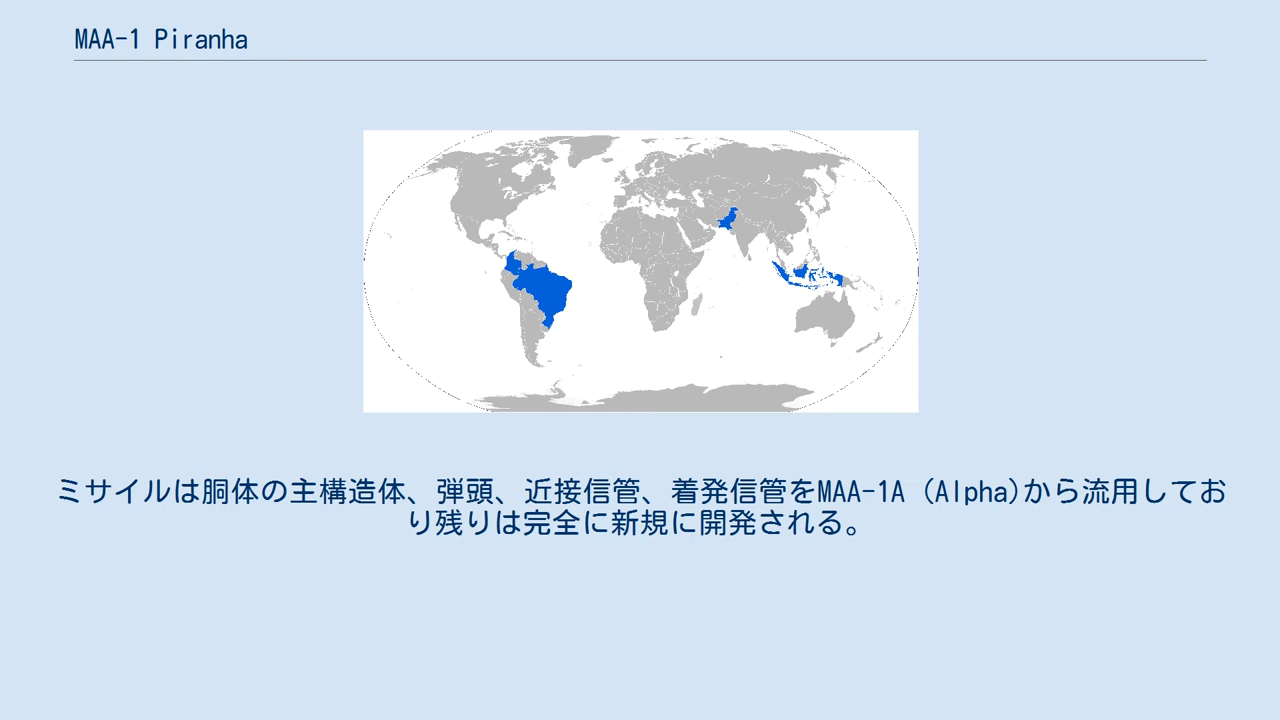 MAA-1 Piranha
ミサイルは胴体の主構造体、弾頭、近接信管、着発信管をMAA-1A (Alpha)から流用してお
り残りは完全に新規に開発される。